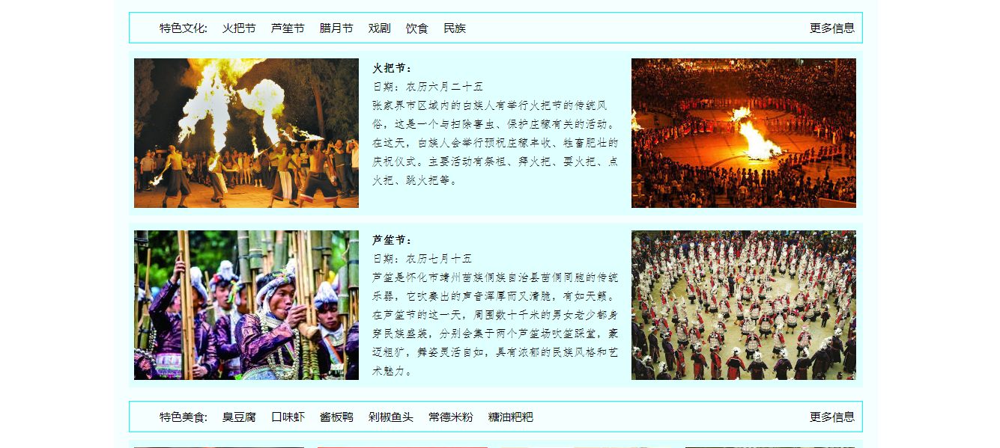 特色文化: 火把节 芦笙节 腊月节 戏剧 饮食 民族 更多信息
火把节：
日期：农历六月二十五
张家界市区域内的白族人有举行火把节的传统风
俗，这是一个与扫除害虫、保护庄稼有关的活动。
在这天，白族人会举行预祝庄稼丰收、牲畜肥壮的
庆祝仪式。主要活动有祭祖、拜火把、耍火把、点
火把、跳火把等。
芦笙节：
日期：农历七月十五
芦笙是怀化市靖州苗族侗族自治县苗侗同胞的传统
乐器，它吹奏出的声音浑厚而又清脆，有如天籁。
在芦笙节的这一天，周围数十千米的男女老少都身
穿民族盛装，分别会集于两个芦笙场吹笙踩堂，豪
迈粗犷，舞姿灵活自如，具有浓郁的民族风格和艺
术魅力。
特色美食: 臭豆腐 口味虾 酱板鸭 剁椒鱼头 常德米粉 糖油粑粑 更多信息